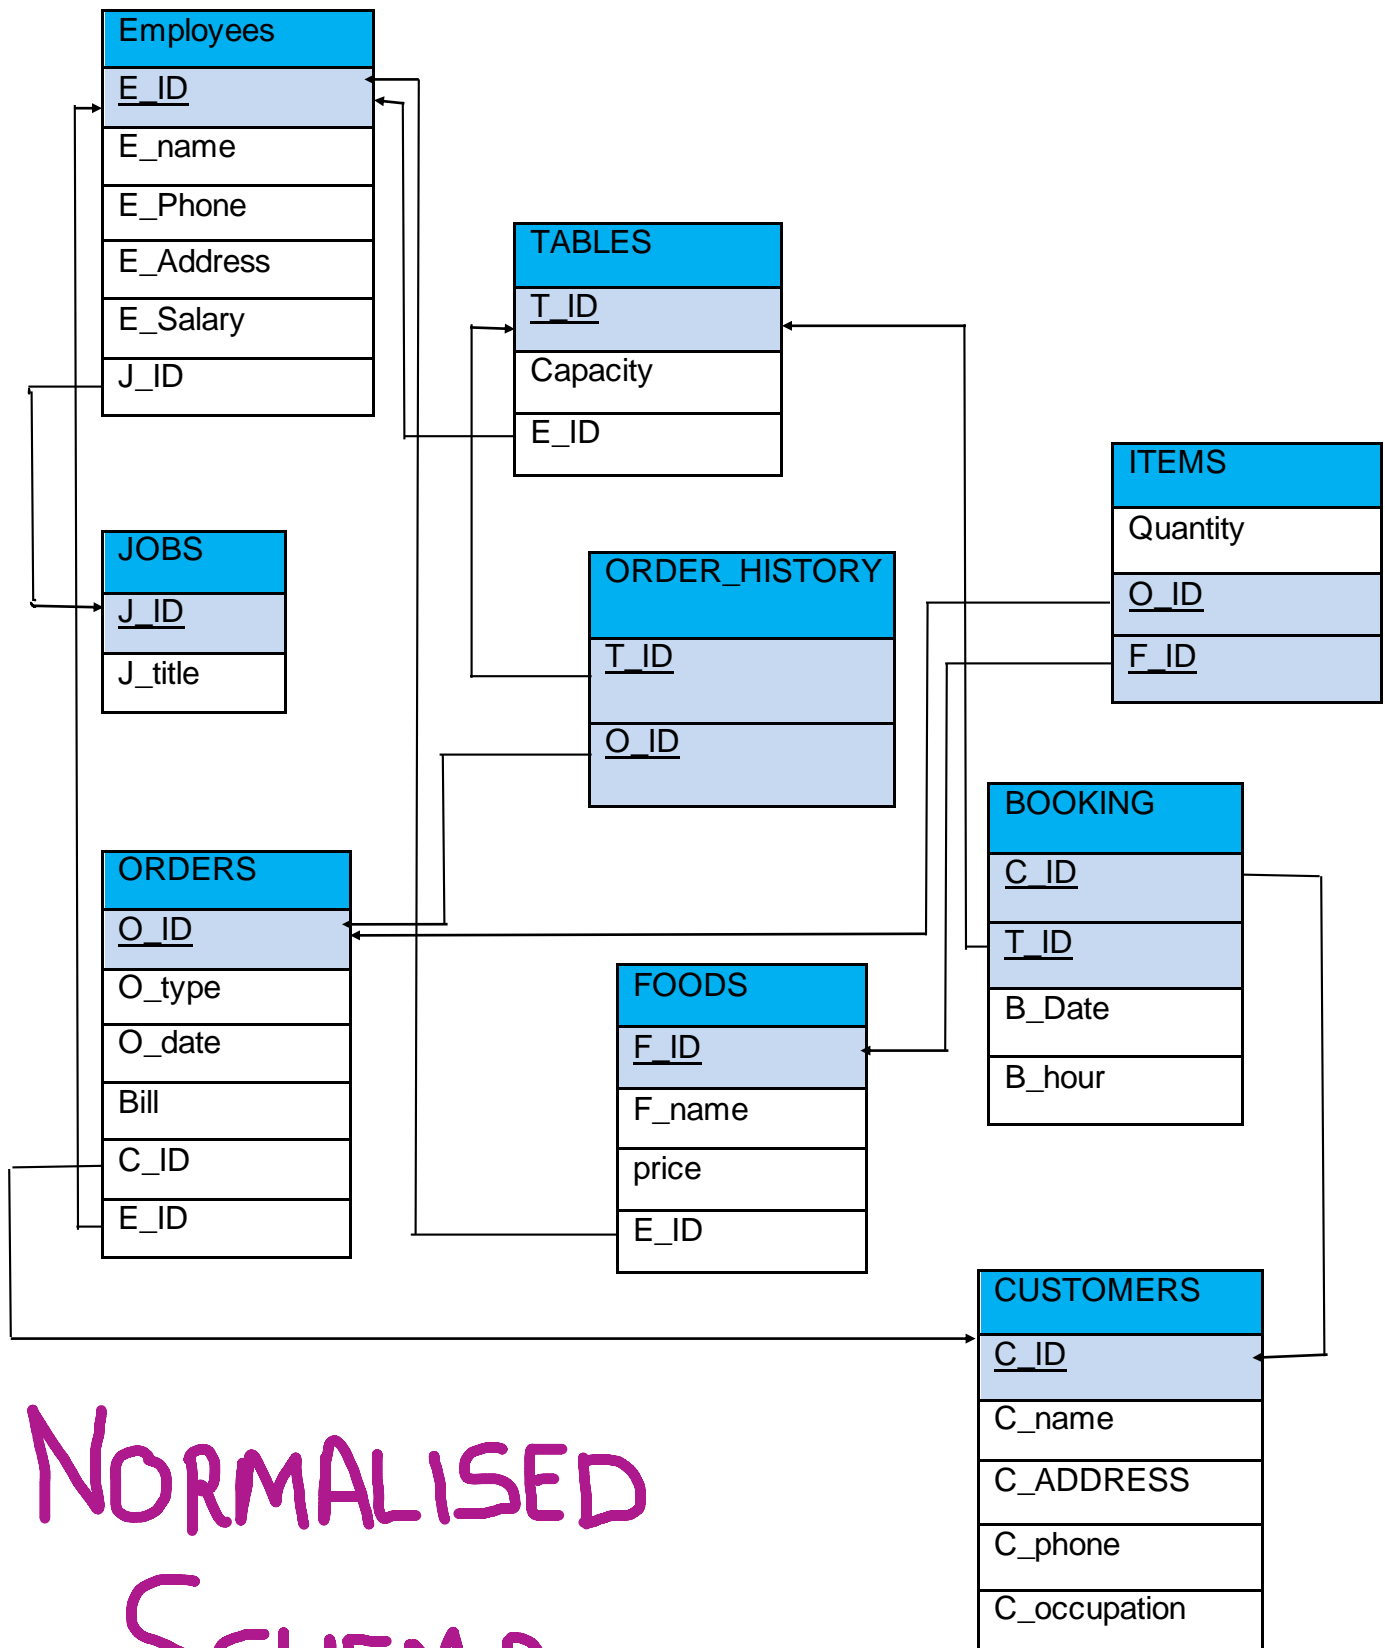 Employees
E_ID
E_name
E_Phone
E_Address
E_Salary
J_ID
TABLES
T_ID
Capacity
E_ID
ITEMS
Quantity
O_ID
F_ID
JOBS
J_ID
J_title
ORDER_HISTORY
T_ID
O_ID
BOOKING
C_ID
T_ID
B_Date
B_hour
ORDERS
O_ID
O_type
O_date
Bill
C_ID
E_ID
FOODS
F_ID
F_name
price
E_ID
CUSTOMERS
C_ID
C_name
C_ADDRESS
C_phone
C_occupation
NORMALISED
SCHEMA